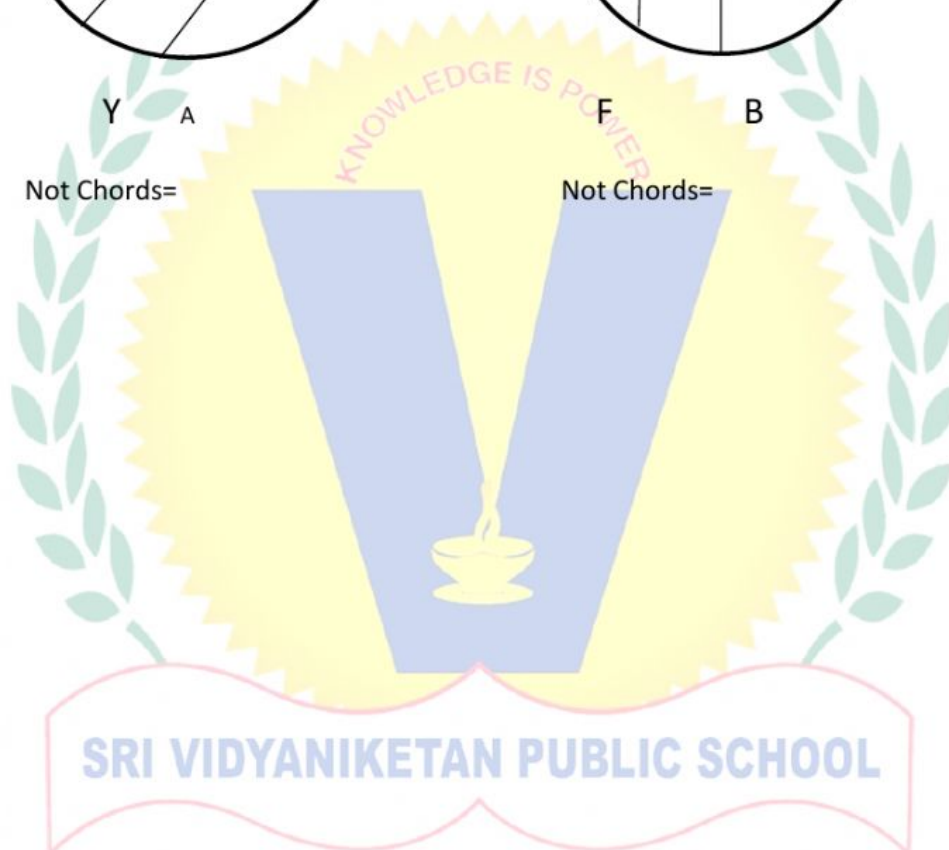 KNOWLEDGE IS POWER
Y A F B
Not Chords= Not Chords=
SRI VIDYANIKETAN PUBLIC SCHOOL